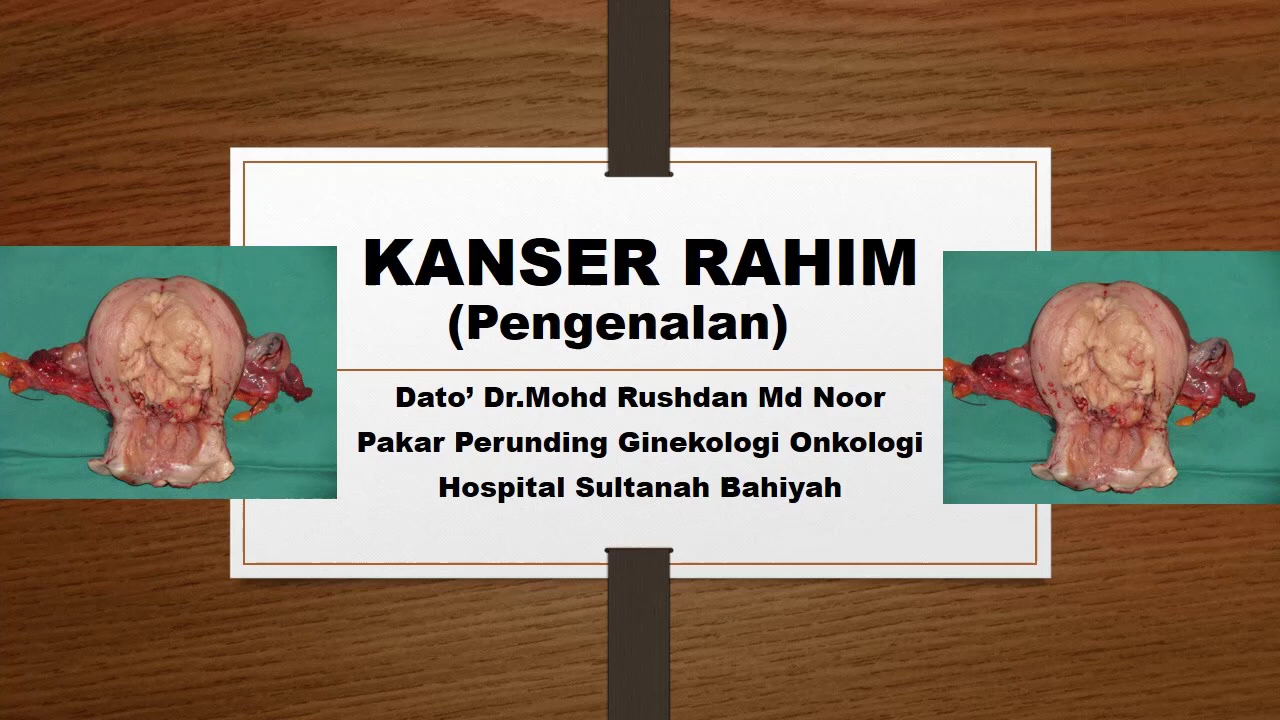 KANSER RAHIM
(Pengenalan)
Dato’ Dr.Mohd Rushdan Md Noor
Pakar Perunding Ginekologi Onkologi
Hospital Sultanah Bahiyah